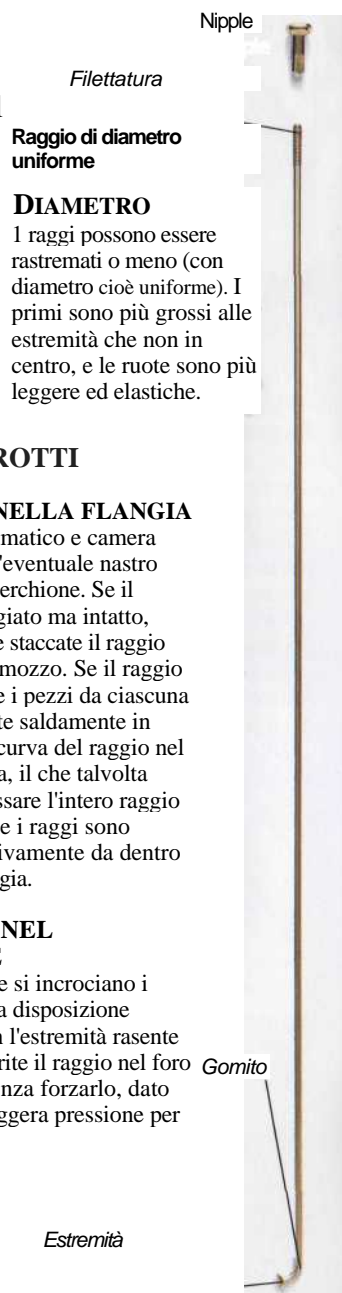 Nipple
Filettatura
Raggio di diametro
uniforme
DIAMETRO
1 raggi possono essere
rastremati o meno (con
diametro cioè uniforme). I
primi sono più grossi alle
estremità che non in
centro, e le ruote sono più
leggere ed elastiche.
ROTTI
NELLA FLANGIA
matico e camera
'eventuale nastro
erchione. Se il
giato ma intatto,
e staccate il raggio
mozzo. Se il raggio
e i pezzi da ciascuna
te saldamente in
curva del raggio nel
a, il che talvolta
ssare l'intero raggio
e i raggi sono
ivamente da dentro
gia.
NEL
e si incrociano i
a disposizione
n l'estremità rasente
rite il raggio nel foro
nza forzarlo, dato
ggera pressione per
Gomito
Estremità